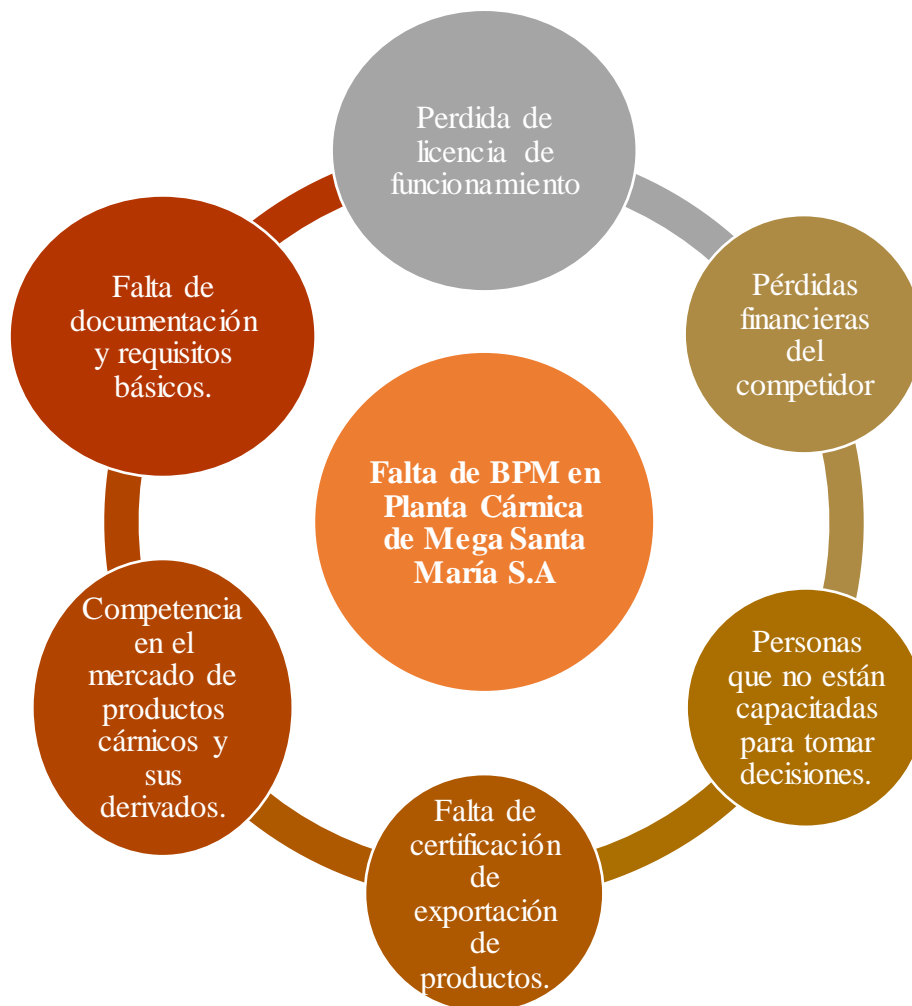 Perdida de
licencia de
funcionamiento
Pérdidas
financieras
del
competidor
Personas
que no están
capacitadas
para tomar
decisiones.
Falta de
certificación
de
exportación
de
productos.
Competencia
en el
mercado de
productos
cárnicos y
sus
derivados.
Falta de
documentación
y requisitos
básicos.
Falta de BPM en
Planta Cárnica
de Mega Santa
María S.A